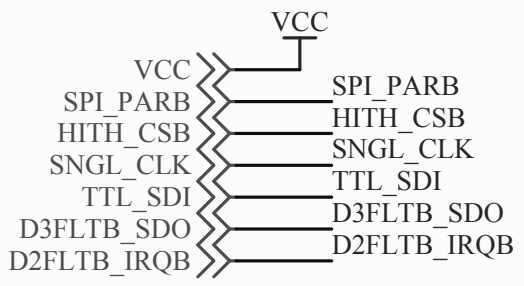 VCC
VCC
SPI_PARB SPI_PARB
HITH_CSB HITH_CSB
SNGL_CLK SNGL_CLK
TTL_SDI TTL_SDI
D3FLTB_SDO D3FLTB_SDO
D2FLTB_IRQB D2FLTB_IRQB